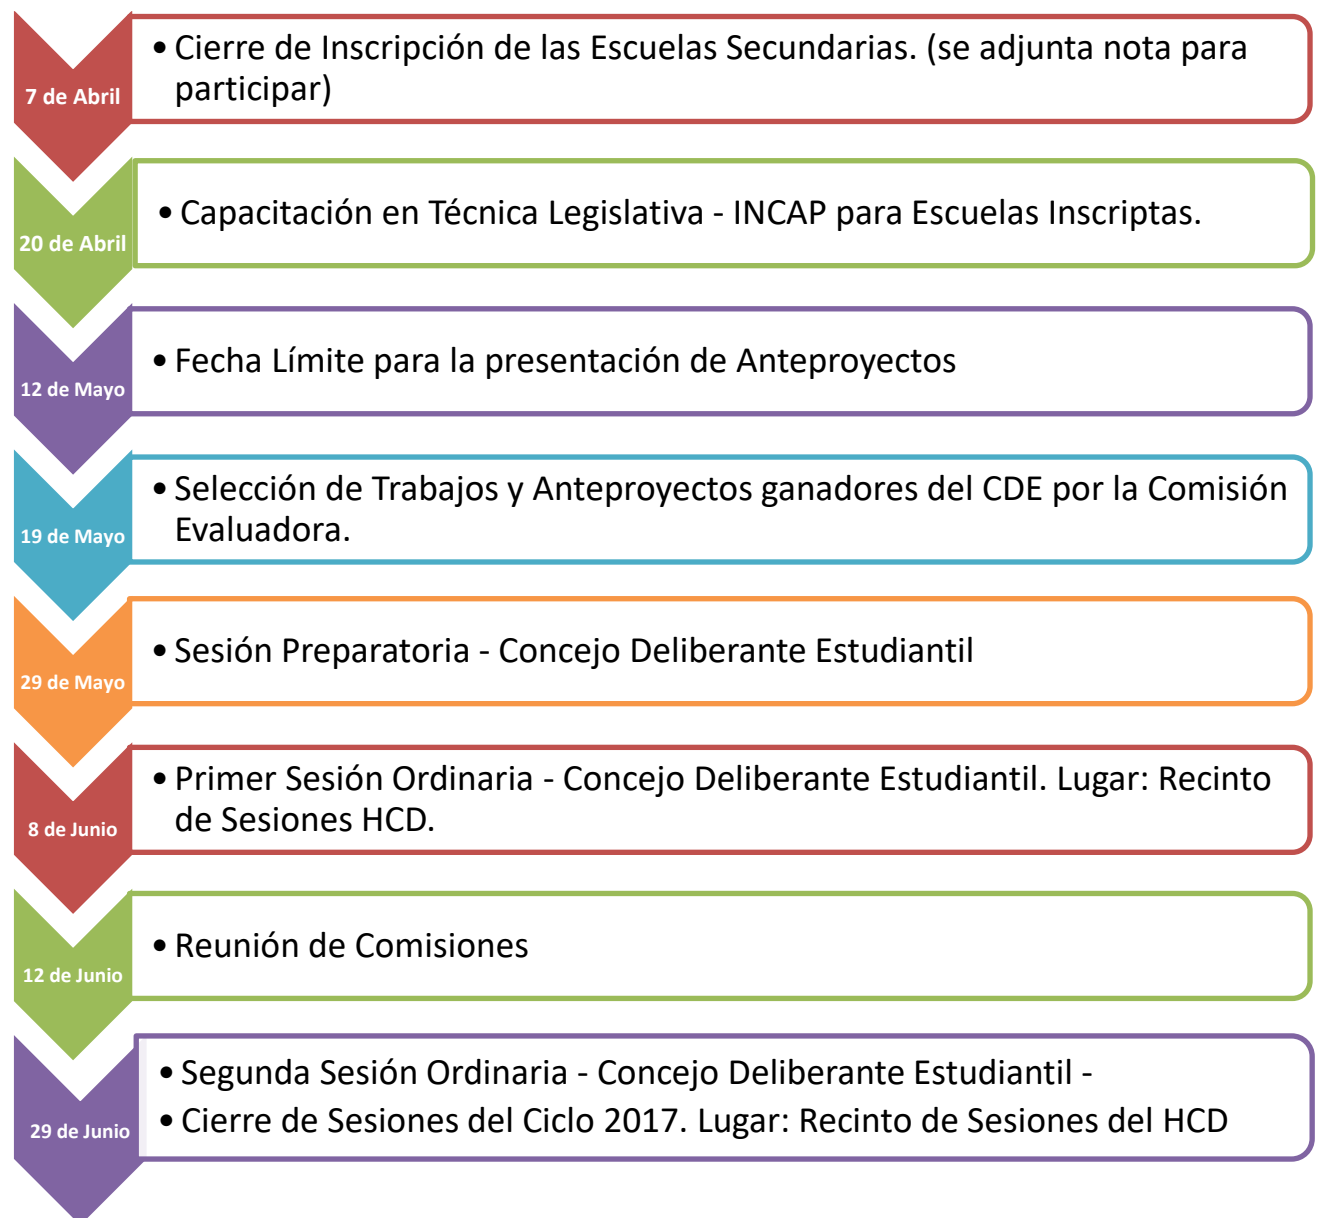 7 de Abril
• Cierre de Inscripción de las Escuelas Secundarias. (se adjunta nota para
participar)
20 de Abril
• Capacitación en Técnica Legislativa - INCAP para Escuelas Inscriptas.
12 de Mayo
• Fecha Límite para la presentación de Anteproyectos
19 de Mayo
• Selección de Trabajos y Anteproyectos ganadores del CDE por la Comisión
Evaluadora.
29 de Mayo
• Sesión Preparatoria - Concejo Deliberante Estudiantil
8 de Junio
• Primer Sesión Ordinaria - Concejo Deliberante Estudiantil. Lugar: Recinto
de Sesiones HCD.
12 de Junio
• Reunión de Comisiones
29 de Junio
• Segunda Sesión Ordinaria - Concejo Deliberante Estudiantil -
• Cierre de Sesiones del Ciclo 2017. Lugar: Recinto de Sesiones del HCD